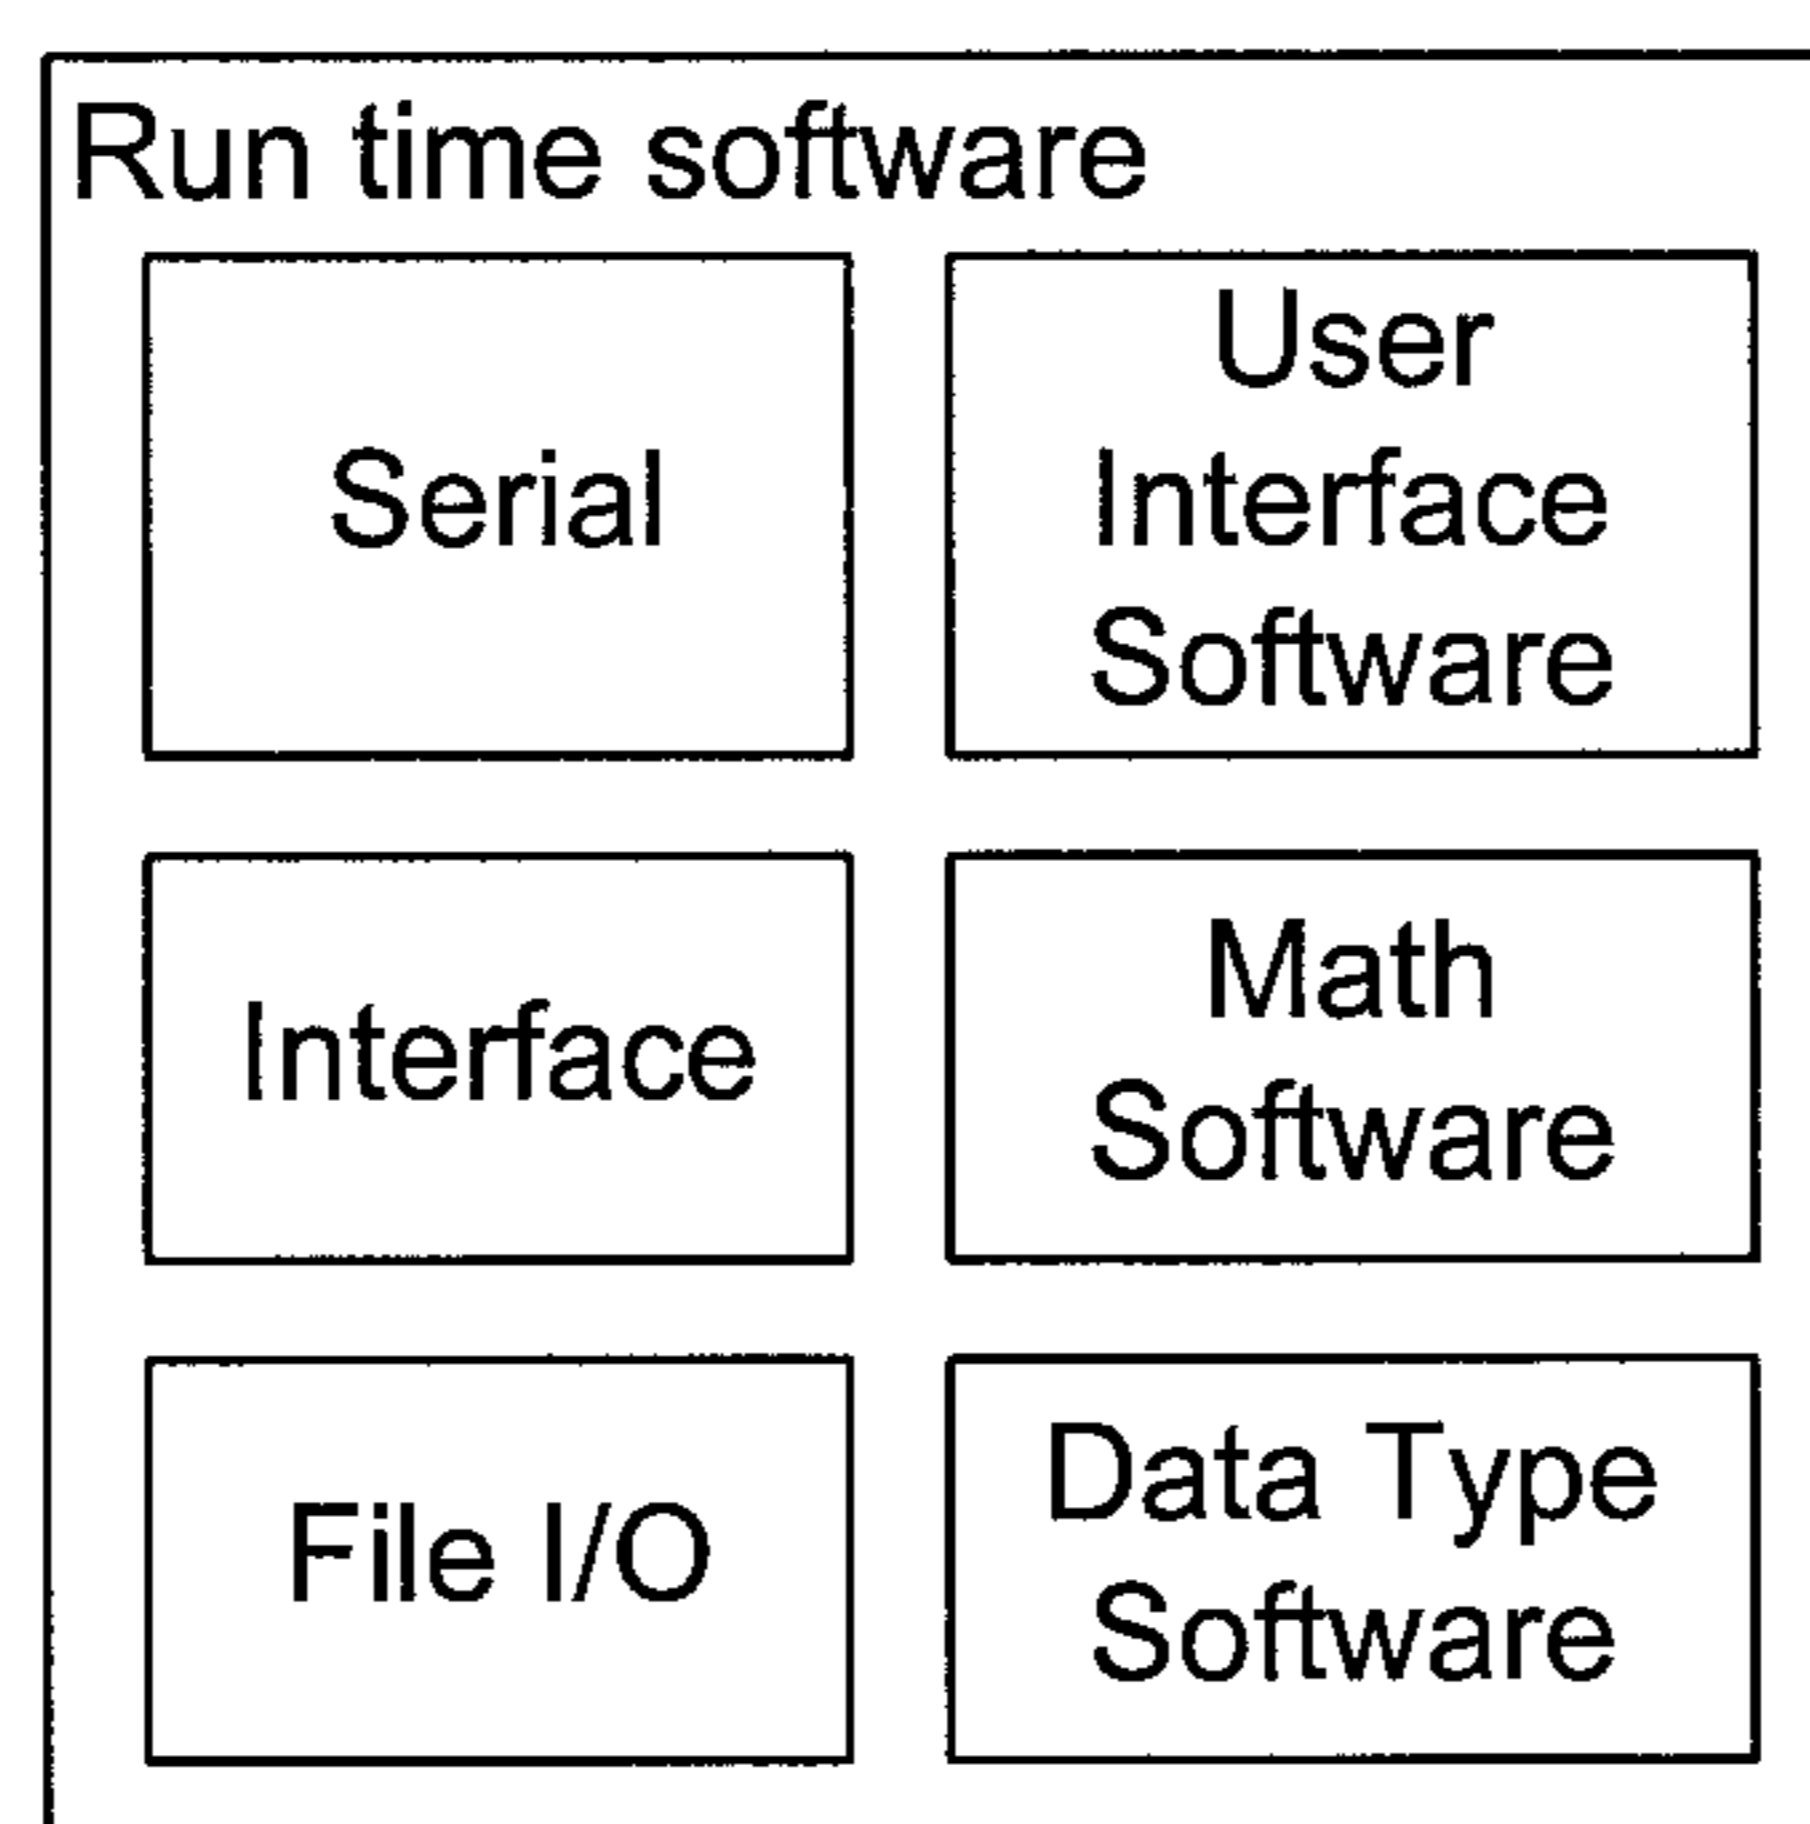 Run time software
Serial
User
Interface
Software
Interface
Math
Software
File I/O
Data Type
Software